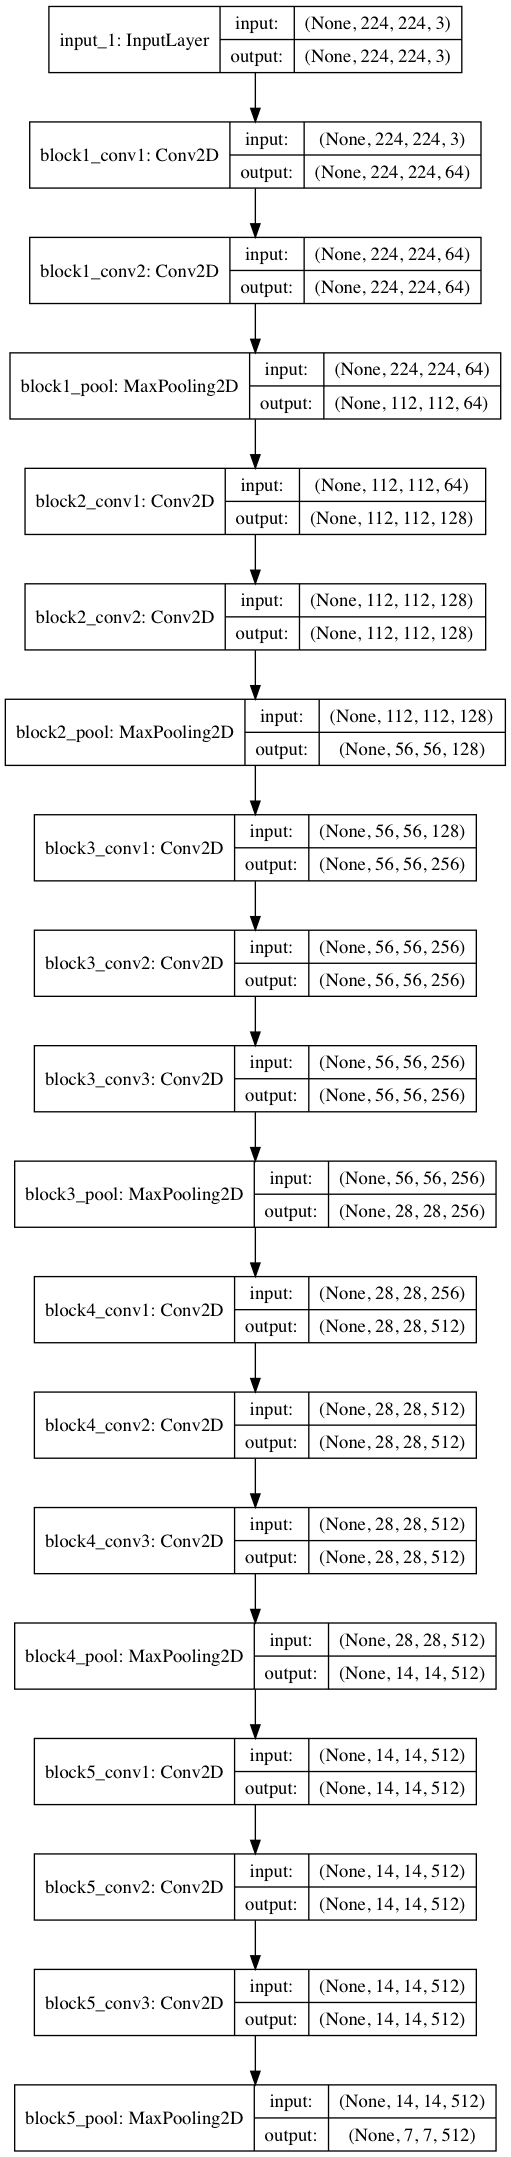 input_1: InputLayer
input: (None, 224, 224, 3)
output: (None, 224, 224, 3)
block1_conv1: Conv2D
input: (None, 224, 224, 3)
output: (None, 224, 224, 64)
block1_conv2: Conv2D
input: (None, 224, 224, 64)
output: (None, 224, 224, 64)
block1_pool: MaxPooling2D
input: (None, 224, 224, 64)
output: (None, 112, 112, 64)
block2_conv1: Conv2D
input: (None, 112, 112, 64)
output: (None, 112, 112, 128)
block2_conv2: Conv2D
input: (None, 112, 112, 128)
output: (None, 112, 112, 128)
block2_pool: MaxPooling2D
input: (None, 112, 112, 128)
output: (None, 56, 56, 128)
block3_conv1: Conv2D
input: (None, 56, 56, 128)
output: (None, 56, 56, 256)
block3_conv2: Conv2D
input: (None, 56, 56, 256)
output: (None, 56, 56, 256)
block3_conv3: Conv2D
input: (None, 56, 56, 256)
output: (None, 56, 56, 256)
block3_pool: MaxPooling2D
input: (None, 56, 56, 256)
output: (None, 28, 28, 256)
block4_conv1: Conv2D
input: (None, 28, 28, 256)
output: (None, 28, 28, 512)
block4_conv2: Conv2D
input: (None, 28, 28, 512)
output: (None, 28, 28, 512)
block4_conv3: Conv2D
input: (None, 28, 28, 512)
output: (None, 28, 28, 512)
block4_pool: MaxPooling2D
input: (None, 28, 28, 512)
output: (None, 14, 14, 512)
block5_conv1: Conv2D
input: (None, 14, 14, 512)
output: (None, 14, 14, 512)
block5_conv2: Conv2D
input: (None, 14, 14, 512)
output: (None, 14, 14, 512)
block5_conv3: Conv2D
input: (None, 14, 14, 512)
output: (None, 14, 14, 512)
block5_pool: MaxPooling2D
input: (None, 14, 14, 512)
output: (None, 7, 7, 512)